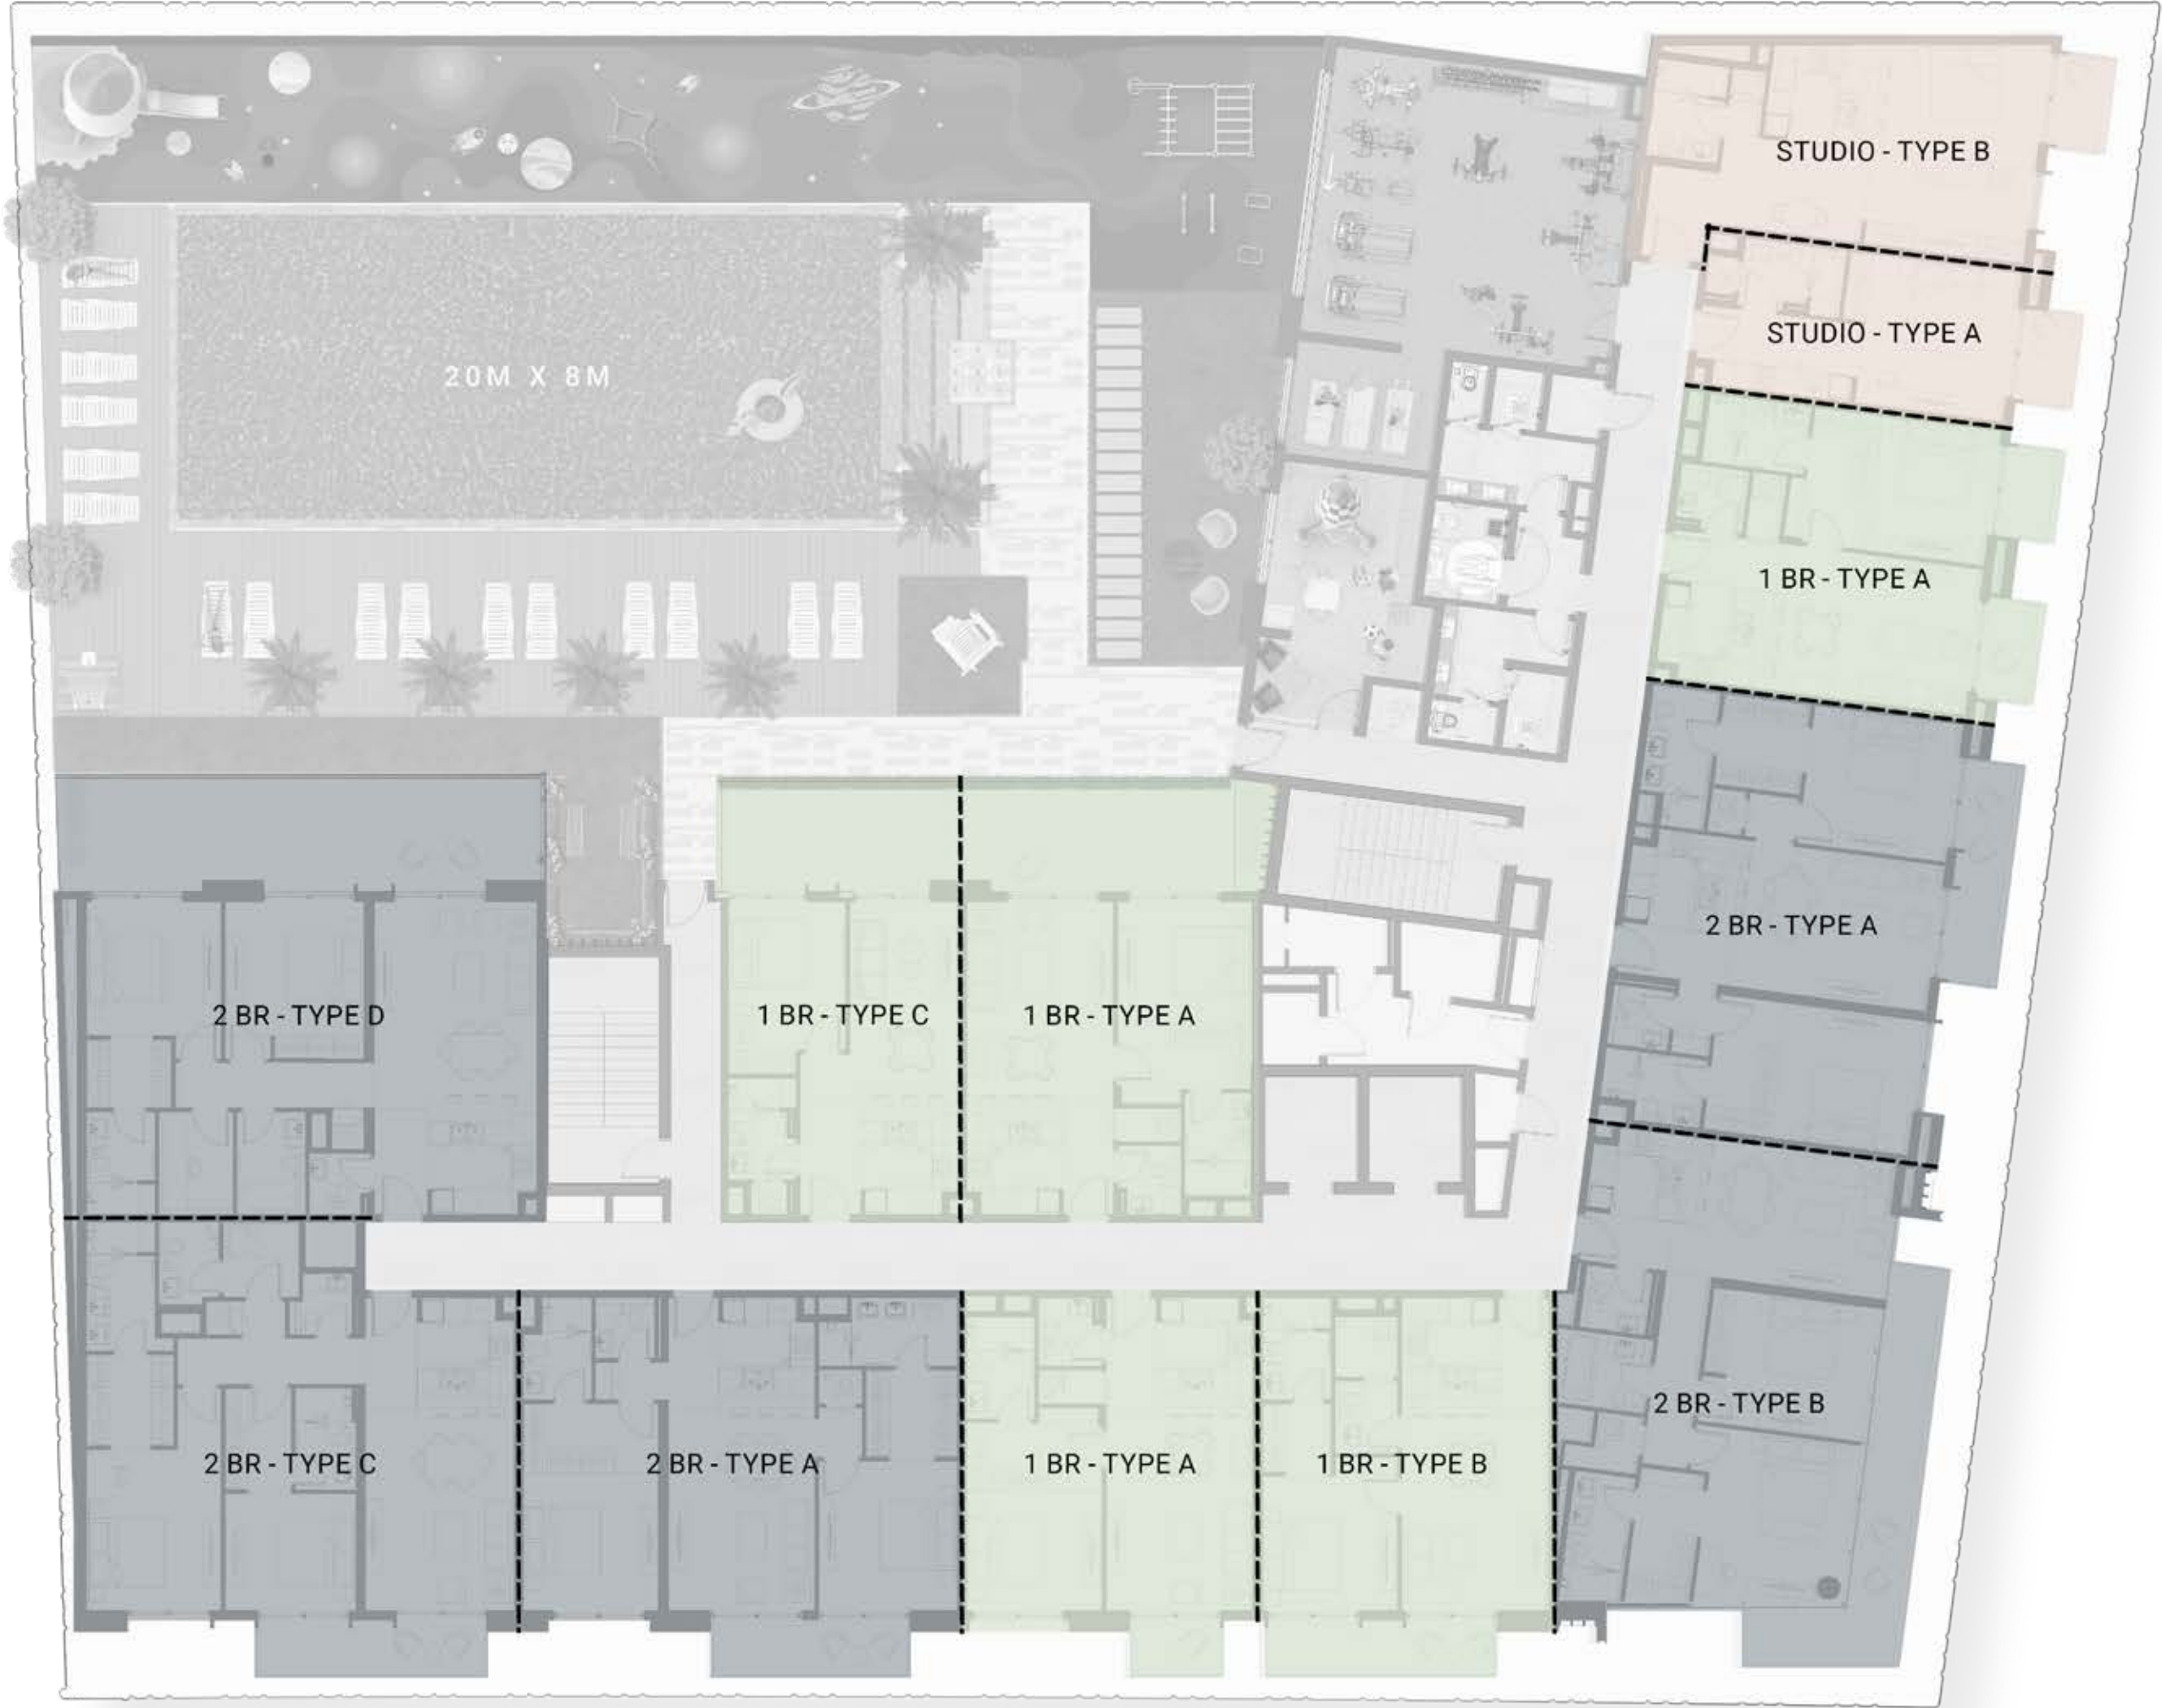 STUDIO - TYPE B
STUDIO - TYPE A
20M X 8M
1 BR - TYPE A
2 BR - TYPE A
2 BR - TYPE D
1 BR - TYPE C
1 BR - TYPE A
2 BR - TYPE B
2 BR - TYPE C
2 BR - TYPE A
1 BR - TYPE A
1 BR - TYPE B